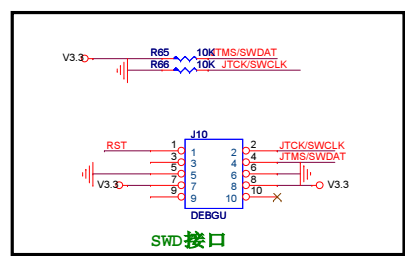 R65 10K JTMS/SWDAT
V3.3
R66 10K JTCK/SWCLK
J10
RST 1 1 2 2 JTCK/SWCLK
3 3 4 4 JTMS/SWDAT
5 5 6 6
V3.3 7 7 8 8 V3.3
9 9 10 10
DEBGU
SWD接口